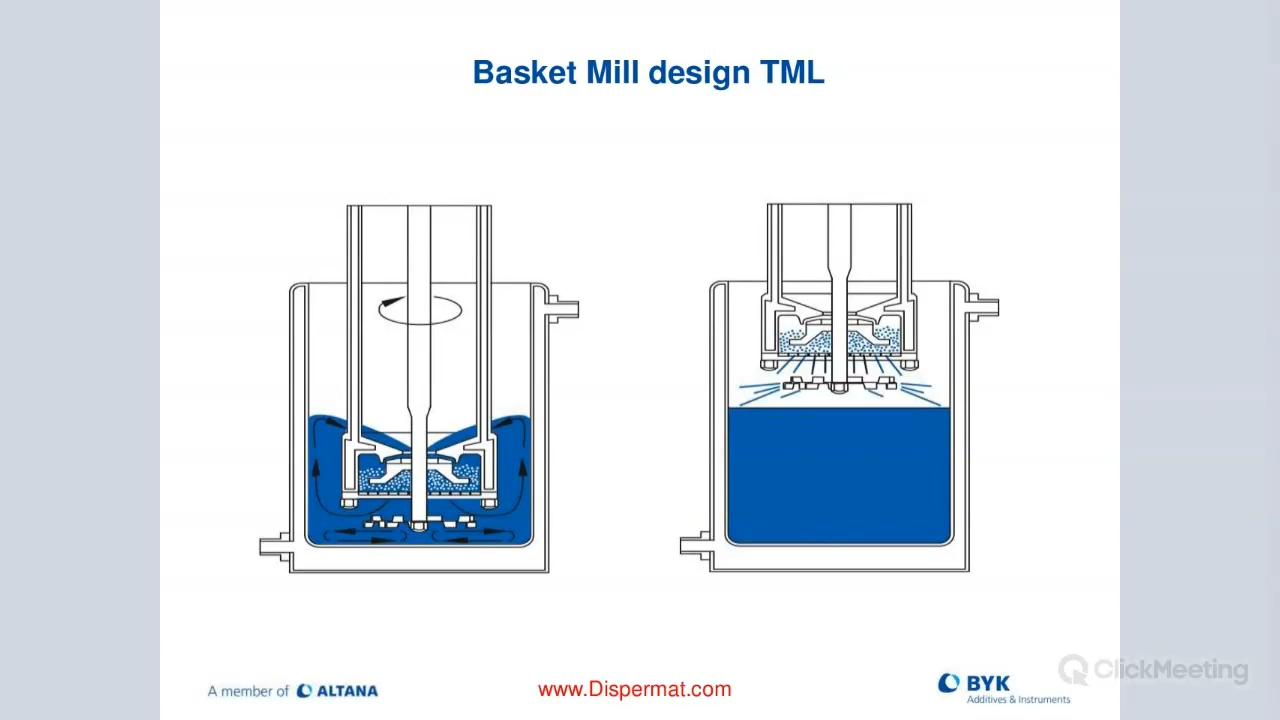 Basket Mill design TML
ClickMeeting
A member of ALTANA
www.Dispermat.com
BYK
Additives & Instruments